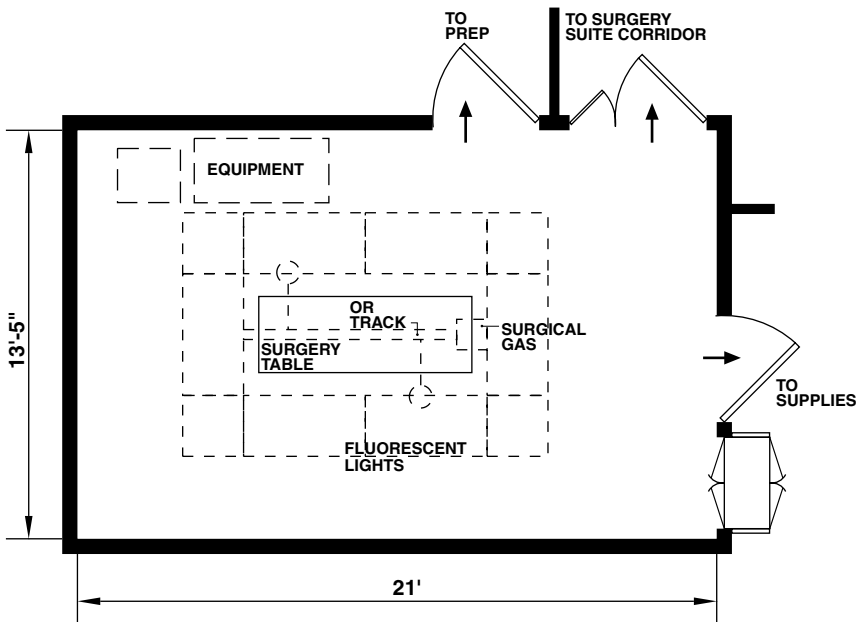 TO
PREP
TO SURGERY
SUITE CORRIDOR
EQUIPMENT
OR
TRACK
SURGICAL
GAS
SURGERY
TABLE
13'-5"
TO
SUPPLIES
FLUORESCENT
LIGHTS
21'